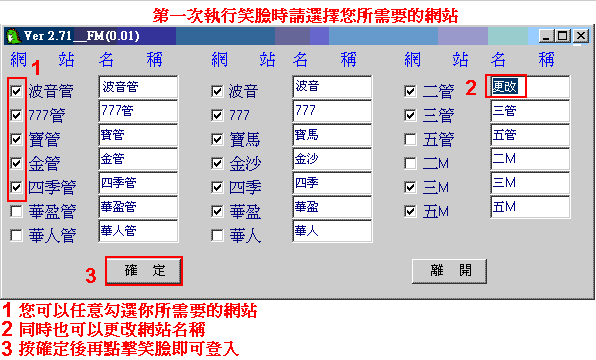 第一次執行笑臉時請選擇您所需要的網站
Ver 2.71__FM(0.01)
網 站 名 稱 網 站 名 稱 網 站 名 稱
1
波音管 波音管 波音 波音 二管 2 更改
777管 777管 777 777 三管 三管
寶管 寶管 寶馬 寶馬 五管 五管
金管 金管 金沙 金沙 二M 二M
四季管 四季管 四季 四季 三M 三M
華盈管 華盈管 華盈 華盈 五M 五M
華人管 華人管 華人 華人
3 確 定 離 開
1 您可以任意勾選你所需要的網站
2 同時也可以更改網站名稱
3 按確定後再點擊笑臉即可登入